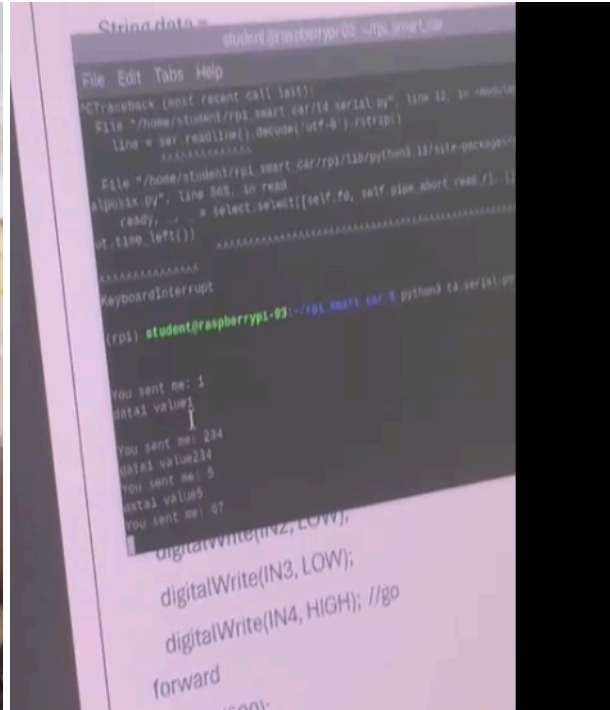 String data =
student@raspberrypi-03: ~/rpi_smart_car
File Edit Tabs Help
^CTraceback (most recent call last):
File "/home/student/rpi_smart_car/t4_serial.py", line 12, in <module
line = ser.readline().decode('utf-8').rstrip()
^^^^^^^^^^^^^^
File "/home/student/rpi_smart_car/rpi/lib/python3.11/site-packages/
alposix.py", line 565, in read
ready, _, _ = select.select([self.fd, self.pipe_abort_read_r], [
ut.time_left())
KeyboardInterrupt
(rpi) student@raspberrypi-03:~/rpi_smart_car $ python3 t4_serial.py
You sent me: 1
data1 value1
You sent me: 234
data1 value234
You sent me: 5
data1 value5
You sent me: 67
digitalWrite(IN2, LOW);
digitalWrite(IN3, LOW);
digitalWrite(IN4, HIGH); //go
forward